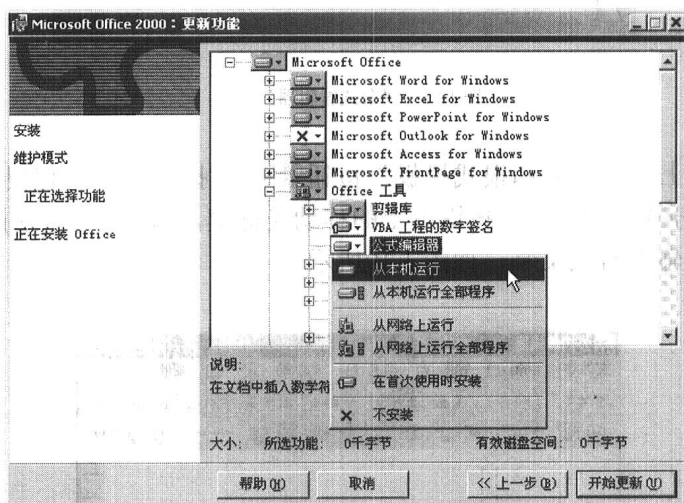 Microsoft Office 2000：更新功能
安装
维护模式
正在选择功能
正在安装 Office
Microsoft Office
Microsoft Word for Windows
Microsoft Excel for Windows
Microsoft PowerPoint for Windows
Microsoft Outlook for Windows
Microsoft Access for Windows
Microsoft FrontPage for Windows
Office 工具
剪辑库
VBA 工程的数字签名
公式编辑器
从本机运行
从本机运行全部程序
从网络上运行
从网络上运行全部程序
在首次使用时安装
不安装
说明:
在文档中插入数学符
大小: 所选功能: 0千字节 有效磁盘空间: 0千字节
帮助(H) 取消 << 上一步(B) 开始更新(U)